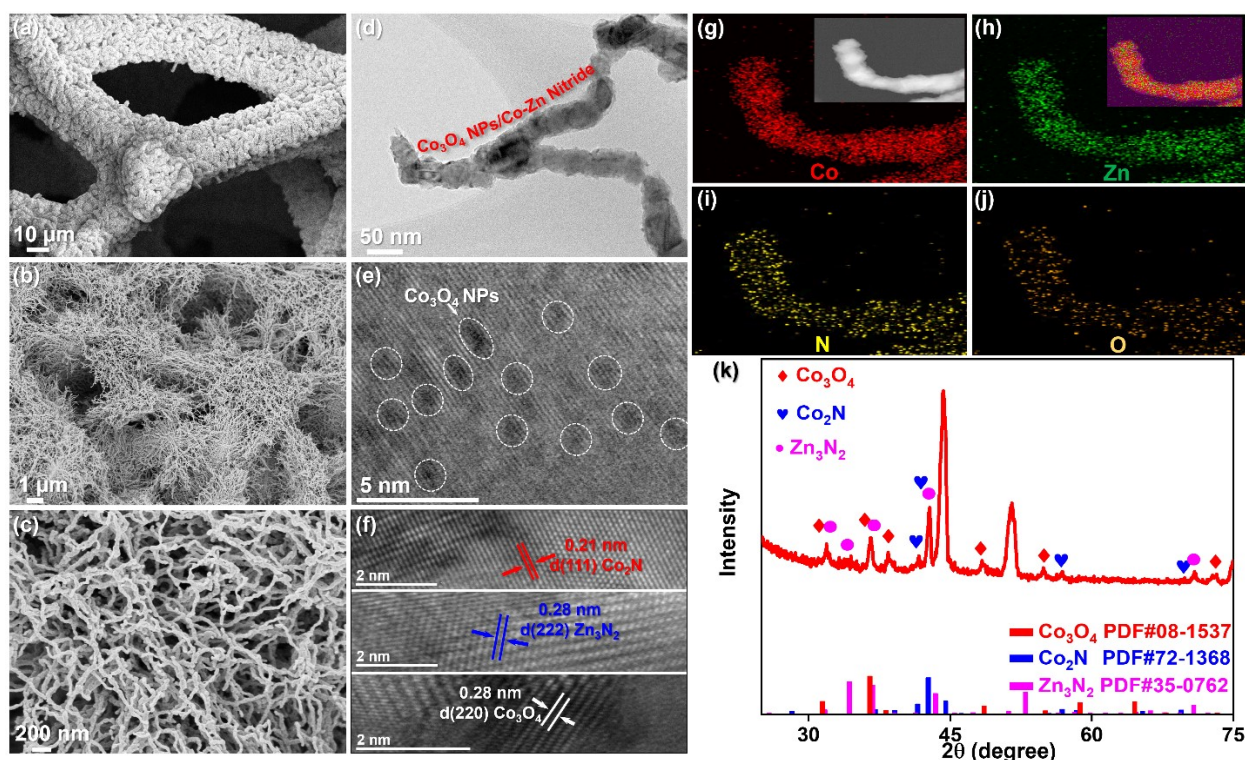 (a)
10 µm
(b)
1 µm
(c)
200 nm
(d)
Co₃O₄ NPs/Co-Zn Nitride
50 nm
(e)
Co₃O₄ NPs
5 nm
(f)
0.21 nm
d(111) Co₂N
2 nm
0.28 nm
d(222) Zn₃N₂
2 nm
0.28 nm
d(220) Co₃O₄
2 nm
(g)
Co
(h)
Zn
(i)
N
(j)
O
(k)
Co₃O₄
Co₂N
Zn₃N₂
Intensity
Co₃O₄ PDF#08-1537
Co₂N PDF#72-1368
Zn₃N₂ PDF#35-0762
30
45
60
75
2θ (degree)